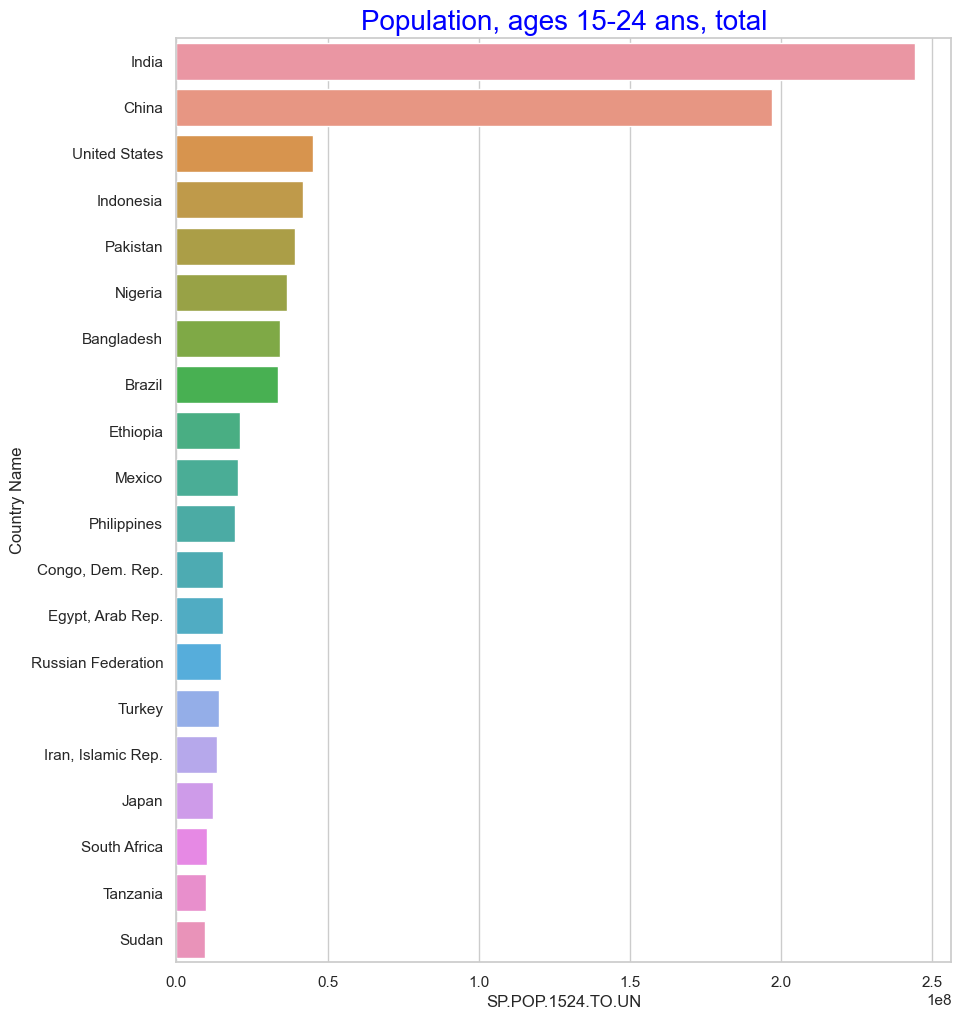 Population, ages 15-24 ans, total
India
China
United States
Indonesia
Pakistan
Nigeria
Bangladesh
Brazil
Ethiopia
Mexico
Philippines
Congo, Dem. Rep.
Egypt, Arab Rep.
Russian Federation
Turkey
Iran, Islamic Rep.
Japan
South Africa
Tanzania
Sudan
Country Name
0.0 0.5 1.0 1.5 2.0 2.5
SP.POP.1524.TO.UN
1e8